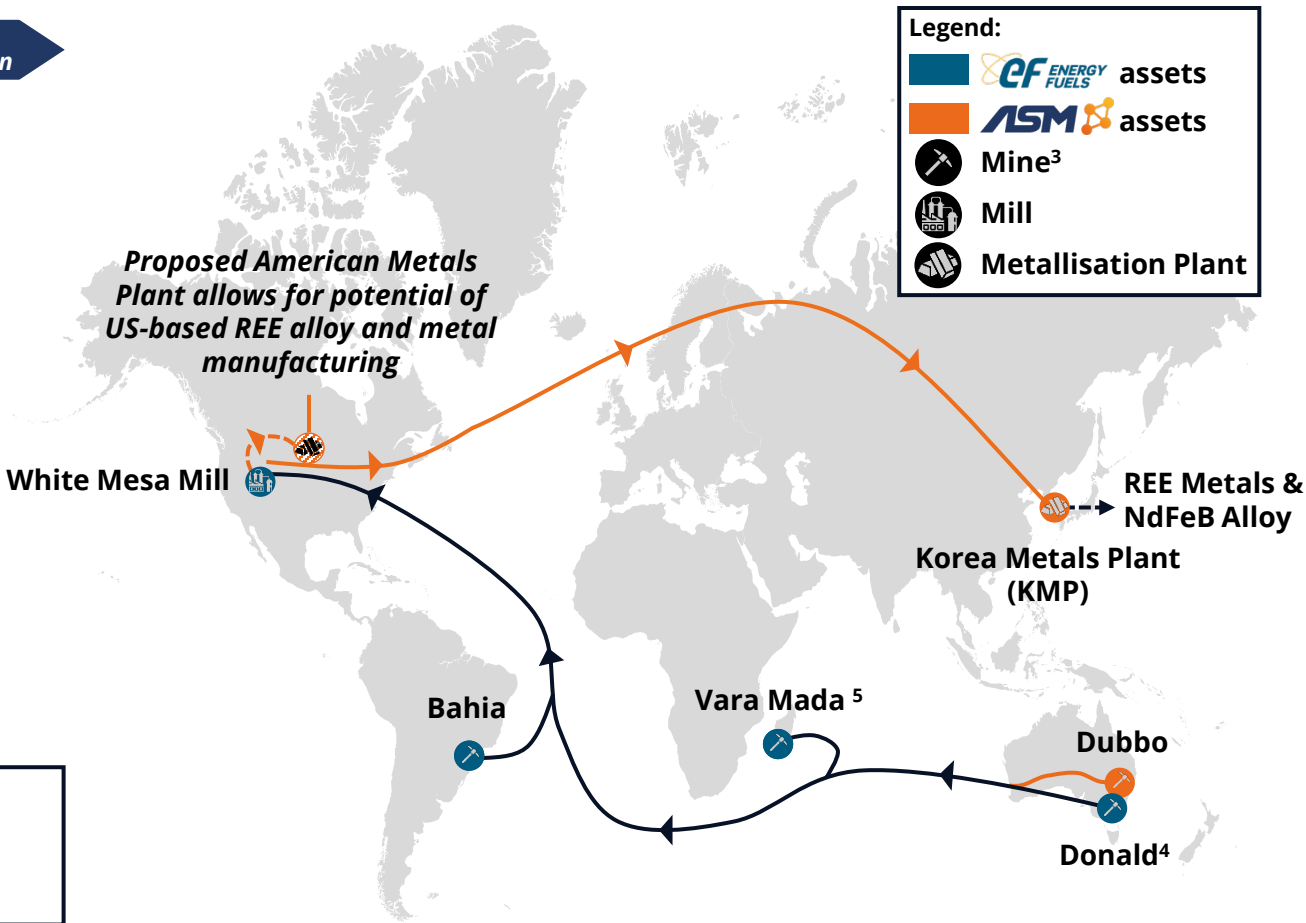 n
Legend:
eF ENERGY FUELS assets
ASM assets
Mine³
Mill
Metallisation Plant
Proposed American Metals
Plant allows for potential of
US-based REE alloy and metal
manufacturing
White Mesa Mill
REE Metals &
NdFeB Alloy
Korea Metals Plant
(KMP)
Bahia
Vara Mada ⁵
Dubbo
Donald⁴